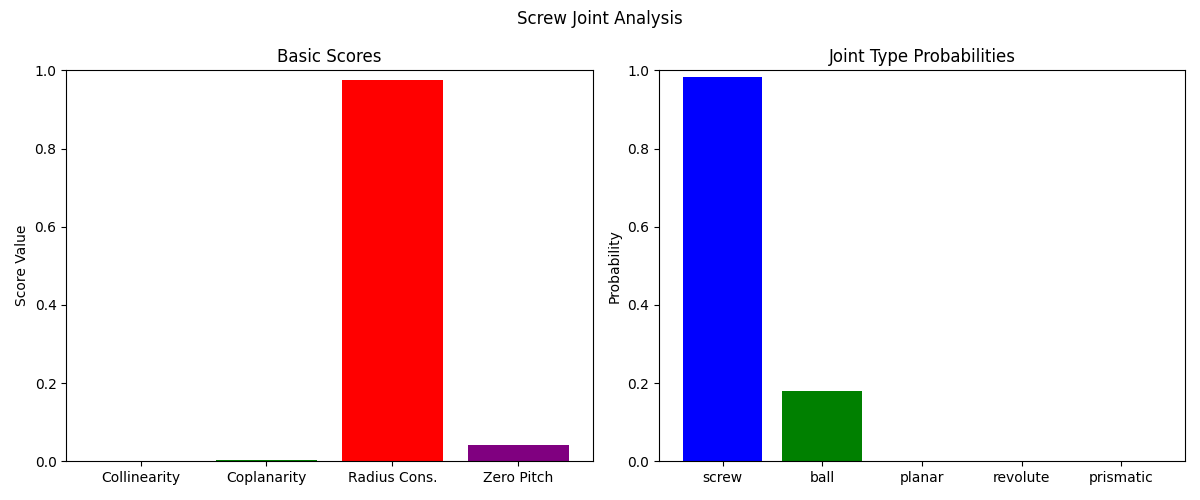 Screw Joint Analysis
Basic Scores
1.0
0.8
0.6
0.4
0.2
0.0
Score Value
Collinearity Coplanarity Radius Cons. Zero Pitch
Joint Type Probabilities
1.0
0.8
0.6
0.4
0.2
0.0
Probability
screw ball planar revolute prismatic